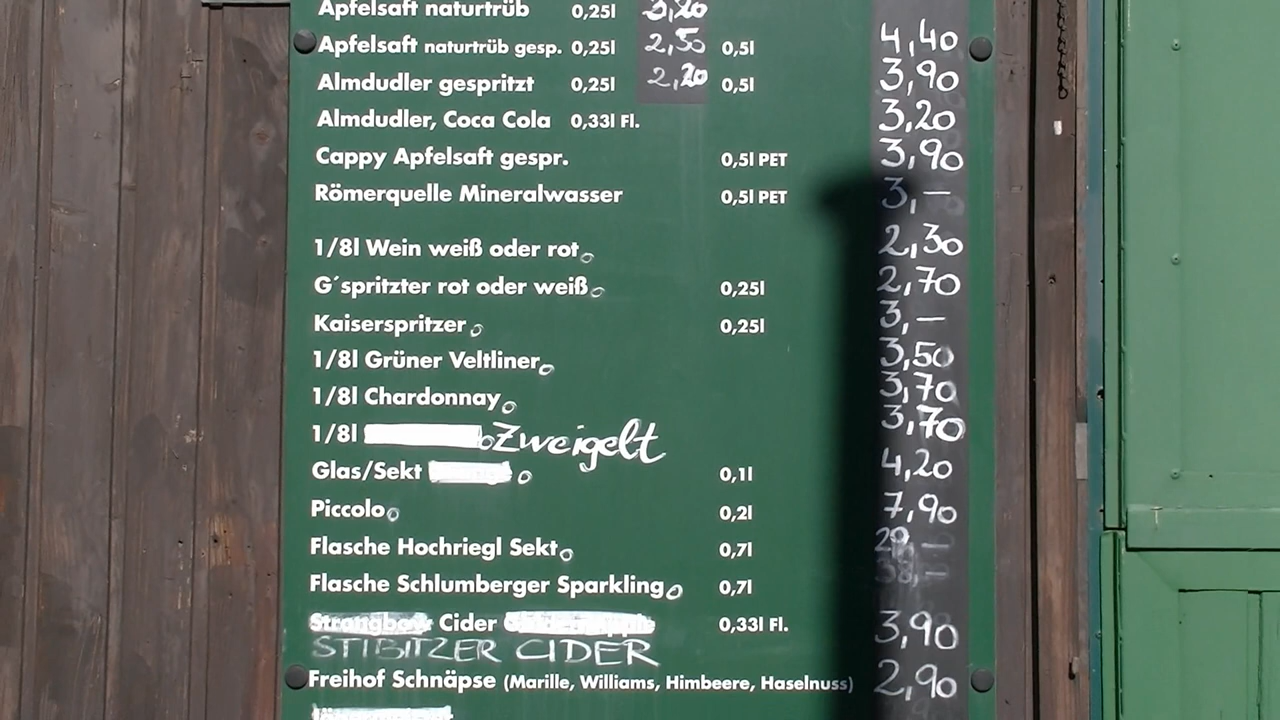 Apfelsaft naturtrüb 0,25l 3,20
Apfelsaft naturtrüb gesp. 0,25l 2,50 0,5l 4,40
Almdudler gespritzt 0,25l 2,20 0,5l 3,90
Almdudler, Coca Cola 0,33l Fl. 3,20
Cappy Apfelsaft gespr. 0,5l PET 3,90
Römerquelle Mineralwasser 0,5l PET 3,–
1/8l Wein weiß oder rot o 2,30
G´spritzter rot oder weiß o 0,25l 2,70
Kaiserspritzer o 0,25l 3,–
1/8l Grüner Veltliner o 3,50
1/8l Chardonnay o 3,70
1/8l o Zweigelt 3,70
Glas/Sekt o 0,1l 4,20
Piccolo o 0,2l 7,90
Flasche Hochriegl Sekt o 0,7l 29,–
Flasche Schlumberger Sparkling o 0,7l 38,–
Strongbow Cider 0,33l Fl. 3,90
STIBITZER CIDER
Freihof Schnäpse (Marille, Williams, Himbeere, Haselnuss) 2,90